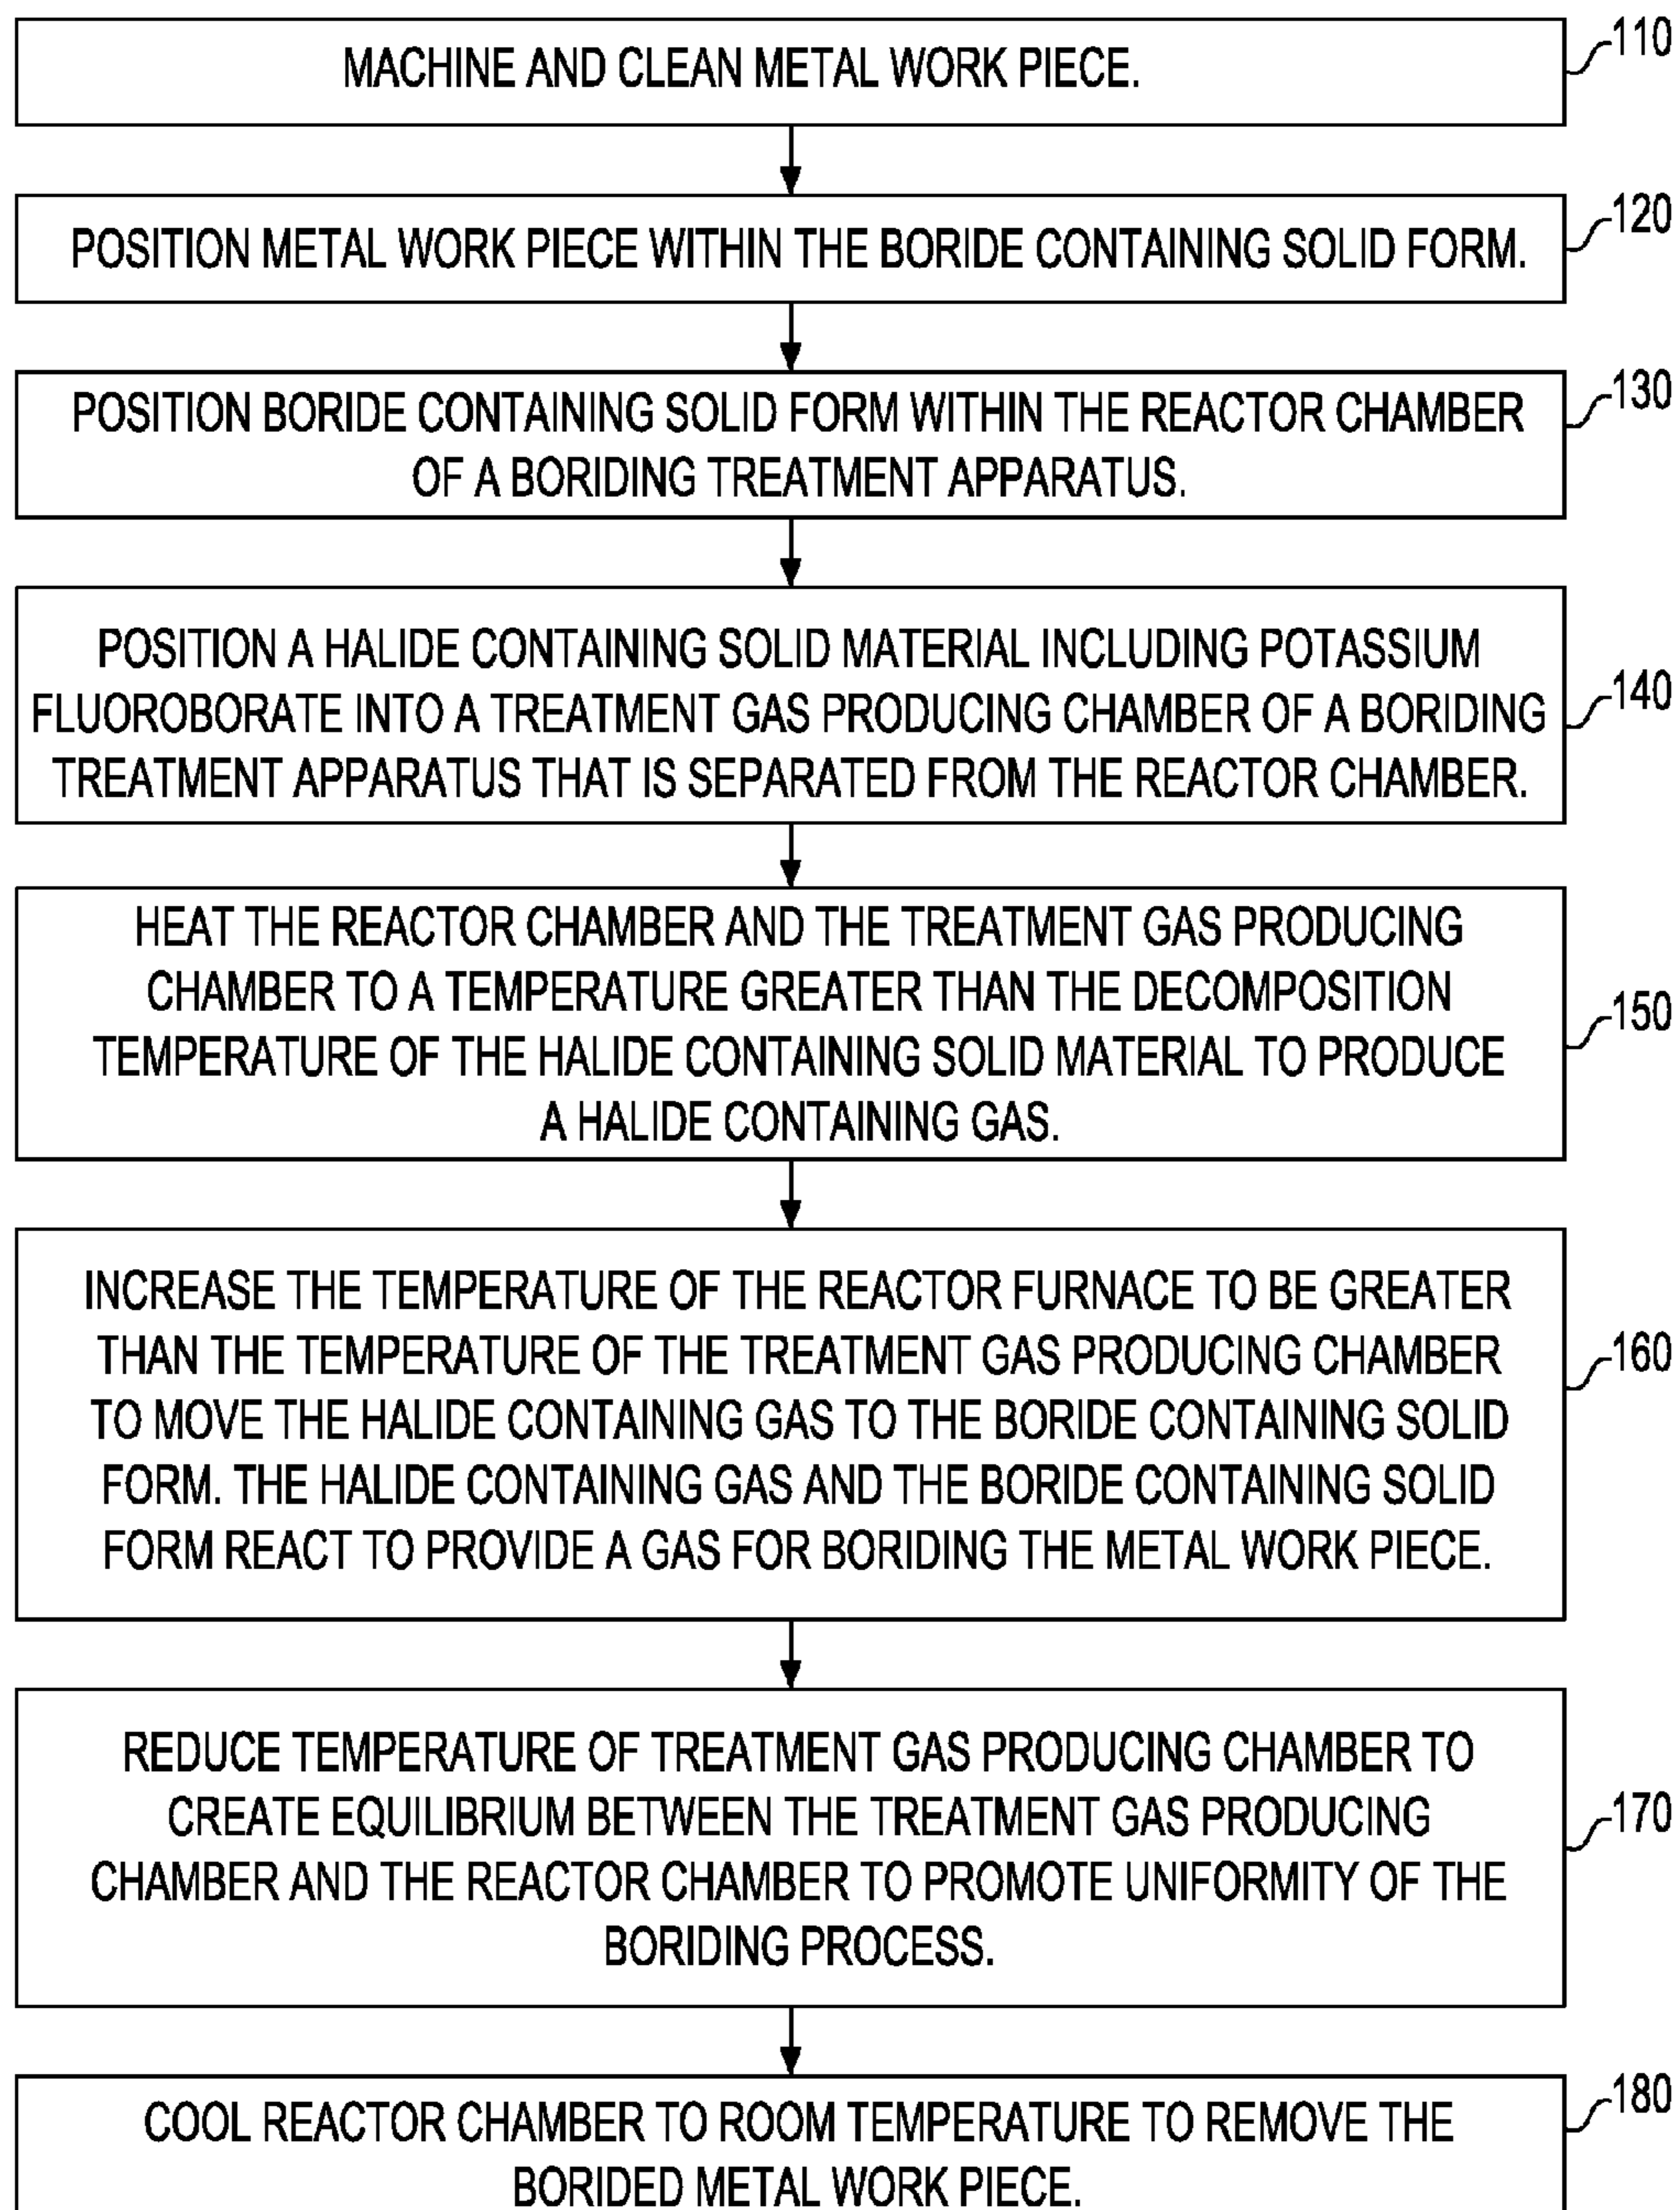 MACHINE AND CLEAN METAL WORK PIECE.
110
POSITION METAL WORK PIECE WITHIN THE BORIDE CONTAINING SOLID FORM.
120
POSITION BORIDE CONTAINING SOLID FORM WITHIN THE REACTOR CHAMBER
OF A BORIDING TREATMENT APPARATUS.
130
POSITION A HALIDE CONTAINING SOLID MATERIAL INCLUDING POTASSIUM
FLUOROBORATE INTO A TREATMENT GAS PRODUCING CHAMBER OF A BORIDING
TREATMENT APPARATUS THAT IS SEPARATED FROM THE REACTOR CHAMBER.
140
HEAT THE REACTOR CHAMBER AND THE TREATMENT GAS PRODUCING
CHAMBER TO A TEMPERATURE GREATER THAN THE DECOMPOSITION
TEMPERATURE OF THE HALIDE CONTAINING SOLID MATERIAL TO PRODUCE
A HALIDE CONTAINING GAS.
150
INCREASE THE TEMPERATURE OF THE REACTOR FURNACE TO BE GREATER
THAN THE TEMPERATURE OF THE TREATMENT GAS PRODUCING CHAMBER
TO MOVE THE HALIDE CONTAINING GAS TO THE BORIDE CONTAINING SOLID
FORM. THE HALIDE CONTAINING GAS AND THE BORIDE CONTAINING SOLID
FORM REACT TO PROVIDE A GAS FOR BORIDING THE METAL WORK PIECE.
160
REDUCE TEMPERATURE OF TREATMENT GAS PRODUCING CHAMBER TO
CREATE EQUILIBRIUM BETWEEN THE TREATMENT GAS PRODUCING
CHAMBER AND THE REACTOR CHAMBER TO PROMOTE UNIFORMITY OF THE
BORIDING PROCESS.
170
COOL REACTOR CHAMBER TO ROOM TEMPERATURE TO REMOVE THE
BORIDED METAL WORK PIECE.
180